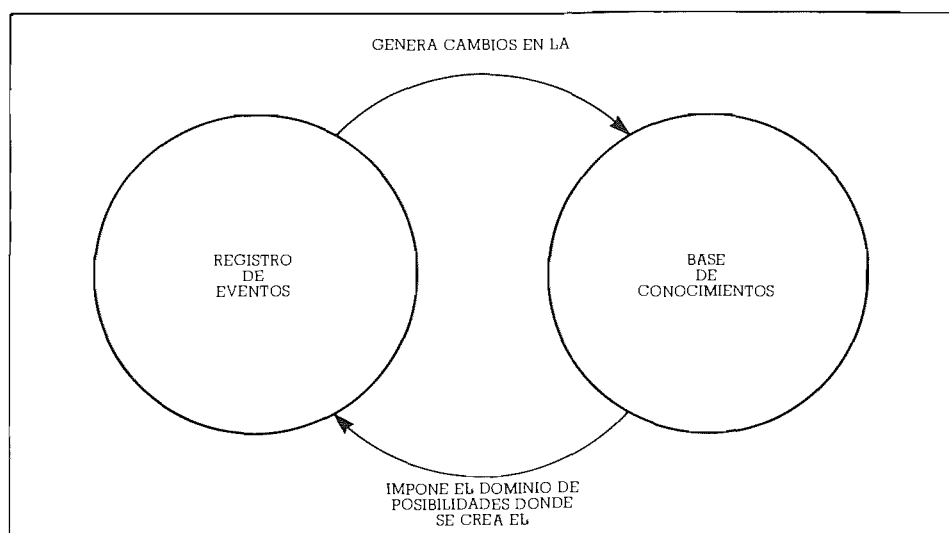 GENERA CAMBIOS EN LA
REGISTRO
DE
EVENTOS
BASE
DE
CONOCIMIENTOS
IMPONE EL DOMINIO DE
POSIBILIDADES DONDE
SE CREA EL